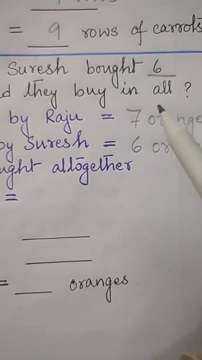 = 9 rows of carrots
Suresh bought 6
they buy in all ?
by Raju = 7
by Suresh = 6
altogether
=
= ___ oranges